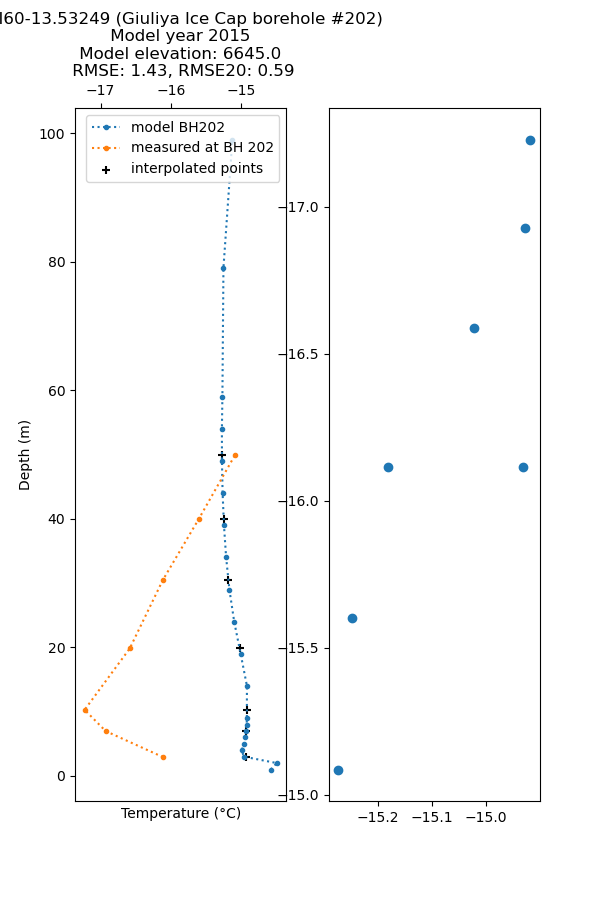 l60-13.53249 (Giuliya Ice Cap borehole #202)
Model year 2015
Model elevation: 6645.0
RMSE: 1.43, RMSE20: 0.59
−17 −16 −15
model BH202
measured at BH 202
interpolated points
100
80
60
40
20
0
Depth (m)
Temperature (°C)
−17.0
−16.5
−16.0
−15.5
−15.0
−15.2 −15.1 −15.0